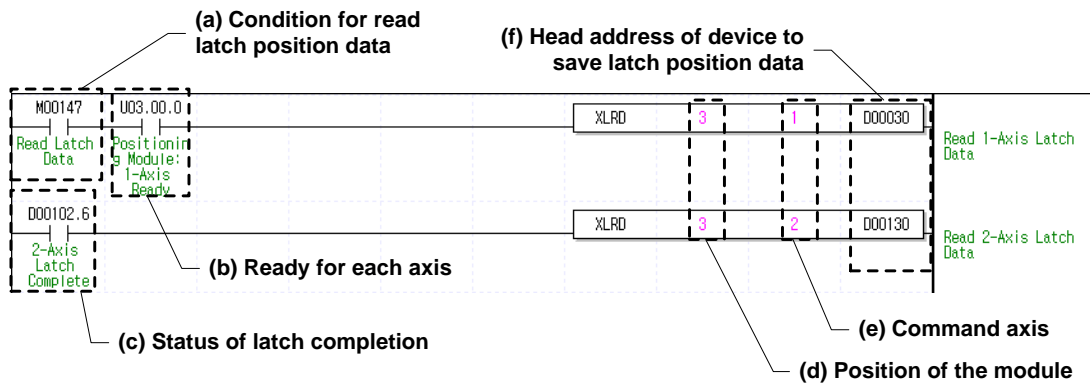 (a) Condition for read
latch position data
(f) Head address of device to
save latch position data
M00147
U03.00.0
XLRD 3 1 D00030
Read Latch
Data
Positionin
g Module:
1-Axis
Ready
Read 1-Axis Latch
Data
D00102.6
XLRD 3 2 D00130
2-Axis
Latch
Complete
Read 2-Axis Latch
Data
(b) Ready for each axis
(c) Status of latch completion
(e) Command axis
(d) Position of the module